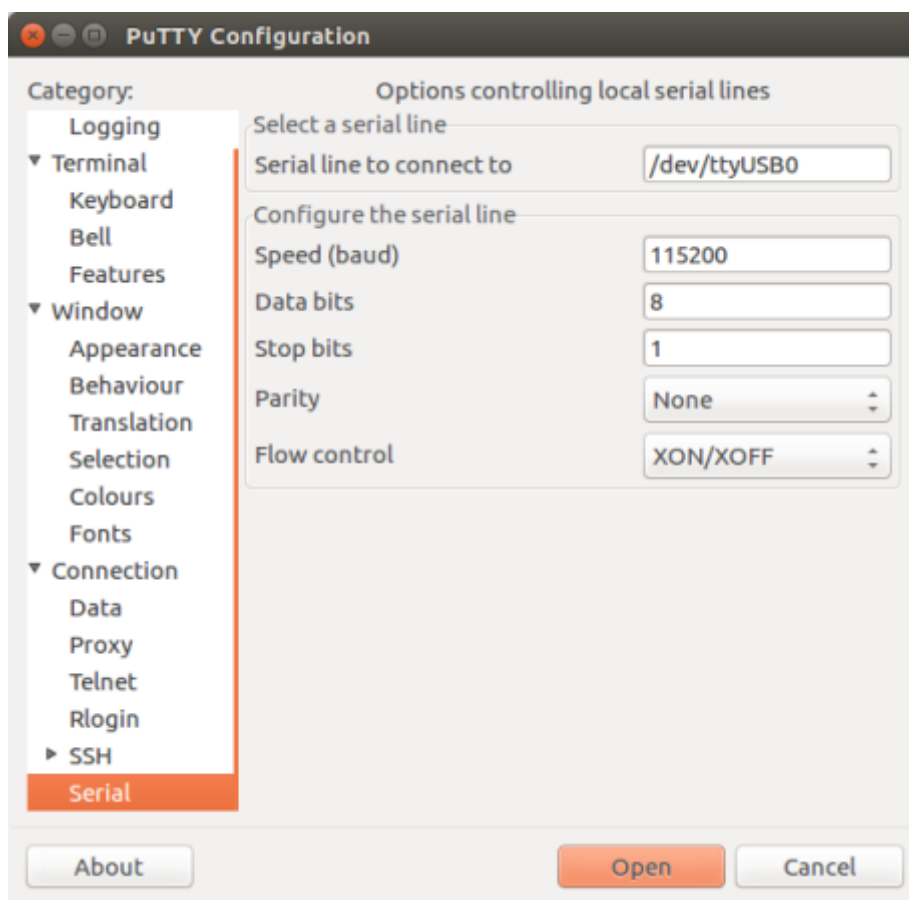 PuTTY Configuration
Category:
Logging
Terminal
Keyboard
Bell
Features
Window
Appearance
Behaviour
Translation
Selection
Colours
Fonts
Connection
Data
Proxy
Telnet
Rlogin
SSH
Serial
Options controlling local serial lines
Select a serial line
Serial line to connect to /dev/ttyUSB0
Configure the serial line
Speed (baud) 115200
Data bits 8
Stop bits 1
Parity None
Flow control XON/XOFF
About Open Cancel